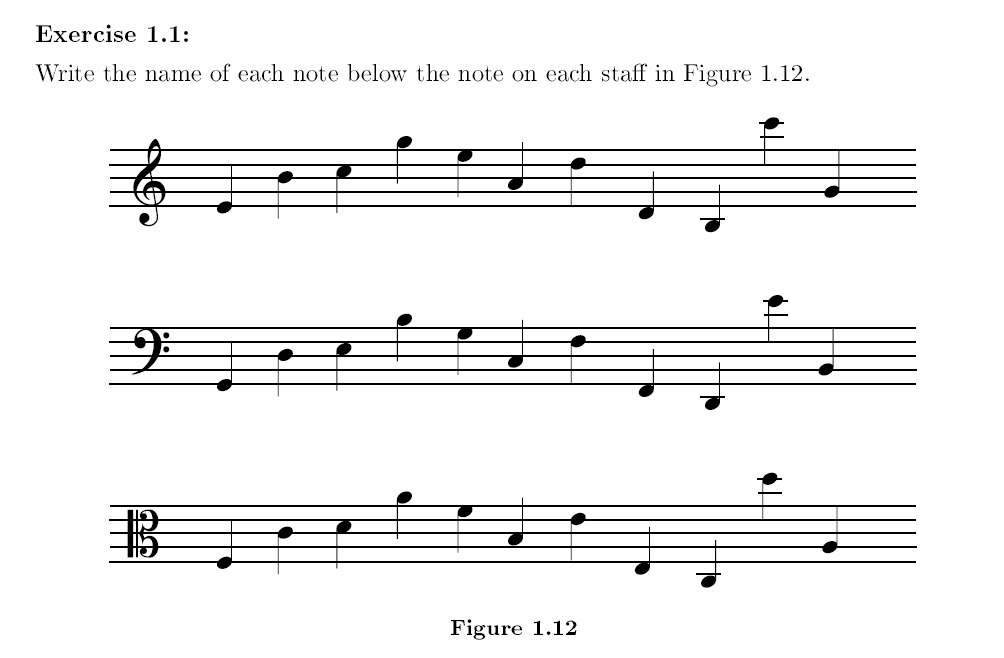 Exercise 1.1:
Write the name of each note below the note on each staff in Figure 1.12.
Figure 1.12